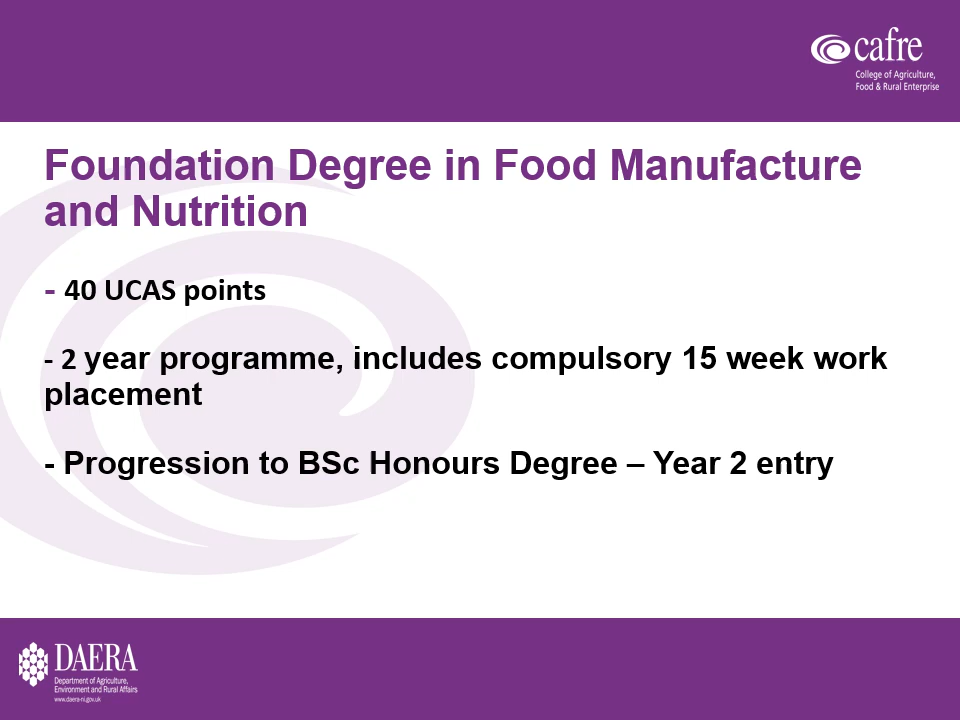 cafre
College of Agriculture,
Food & Rural Enterprise
Foundation Degree in Food Manufacture
and Nutrition
- 40 UCAS points
- 2 year programme, includes compulsory 15 week work
placement
- Progression to BSc Honours Degree – Year 2 entry
DAERA
Department of Agriculture,
Environment and Rural Affairs
www.daera-ni.gov.uk